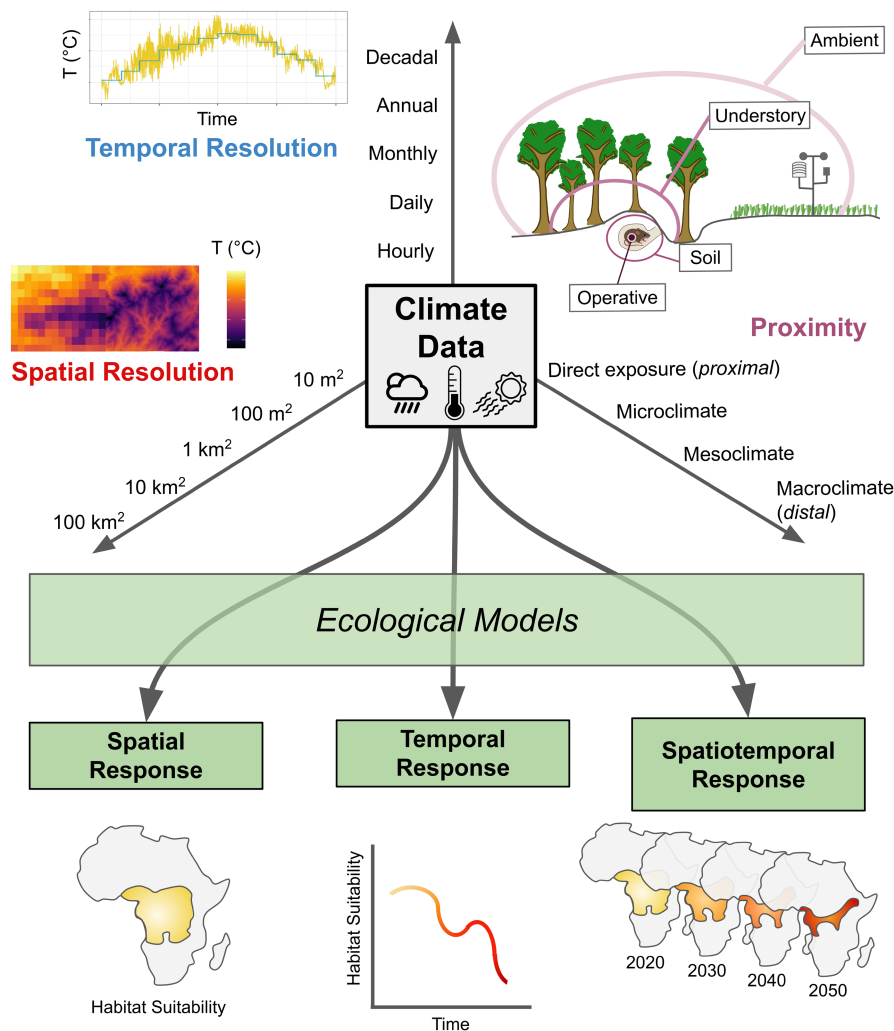 T (°C)
Time
Temporal Resolution
Decadal
Annual
Monthly
Daily
Hourly
Ambient
Understory
Soil
Operative
Proximity
T (°C)
Spatial Resolution
Climate
Data
10 m²
100 m²
1 km²
10 km²
100 km²
Direct exposure (proximal)
Microclimate
Mesoclimate
Macroclimate
(distal)
Ecological Models
Spatial
Response
Temporal
Response
Spatiotemporal
Response
Habitat Suitability
Habitat Suitability
Time
2020
2030
2040
2050